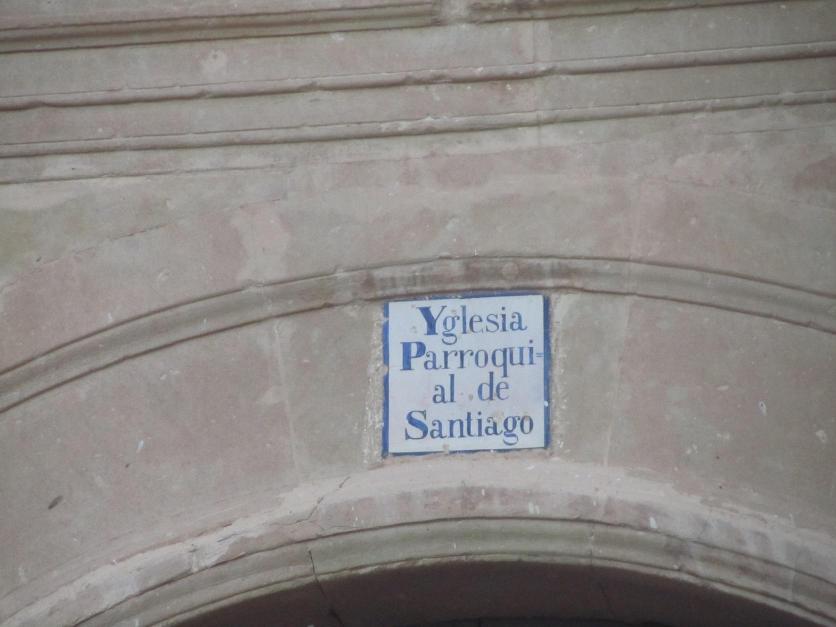 Yglesia
Parroqui=
al de
Santiago